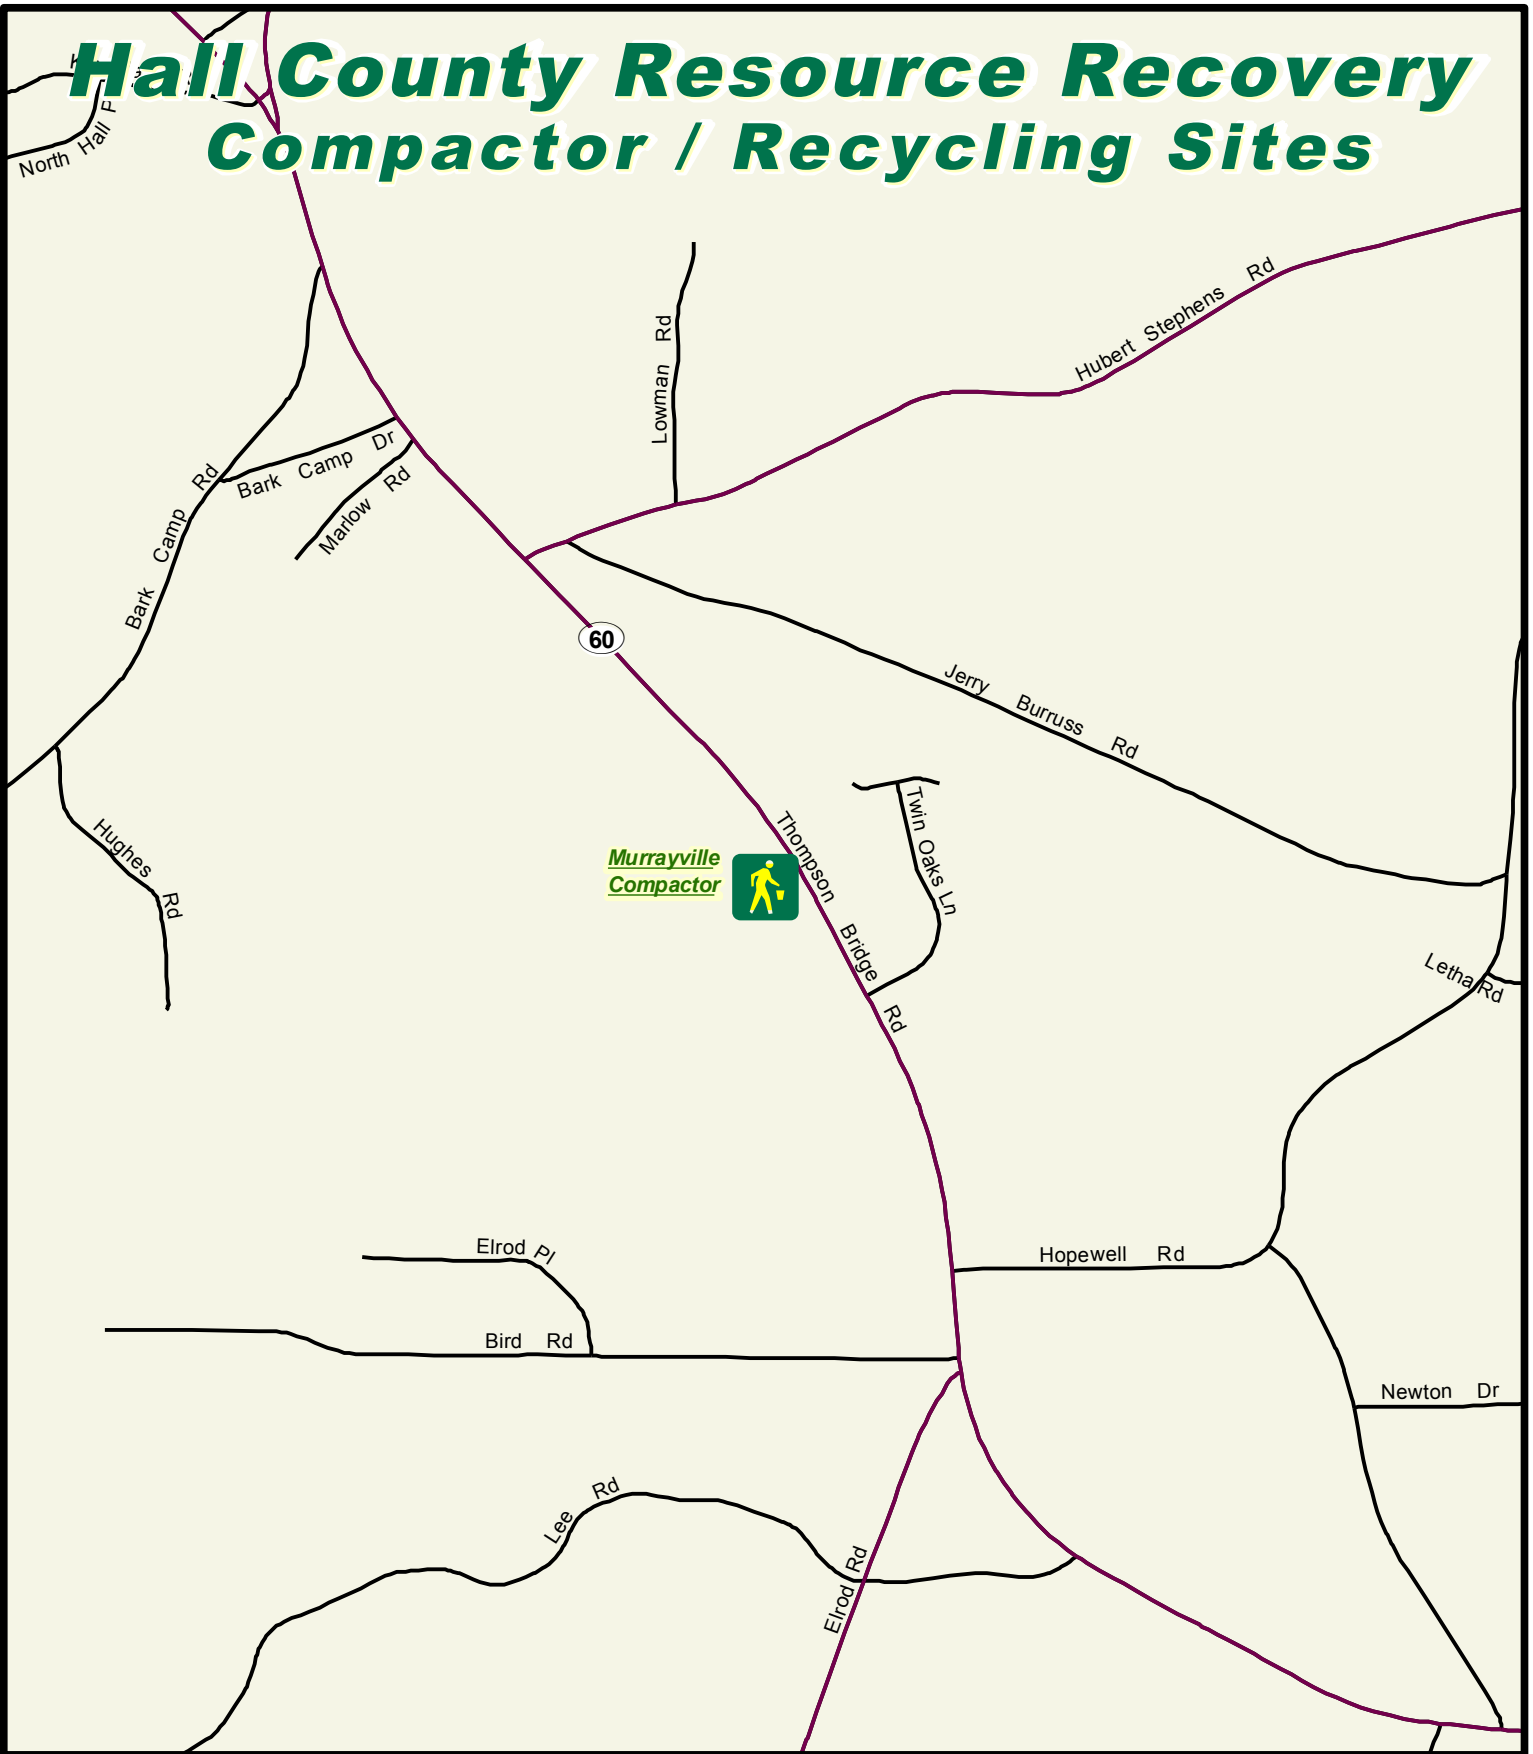 Hall County Resource Recovery
Compactor / Recycling Sites
North Hall
Hubert Stephens Rd
Lowman Rd
Bark Camp Dr
Marlow Rd
Bark Camp Rd
60
Jerry Burruss Rd
Twin Oaks Ln
Hughes Rd
Murrayville
Compactor
Thompson Bridge Rd
Letha Rd
Elrod Pl
Hopewell Rd
Bird Rd
Newton Dr
Lee Rd
Elrod Rd